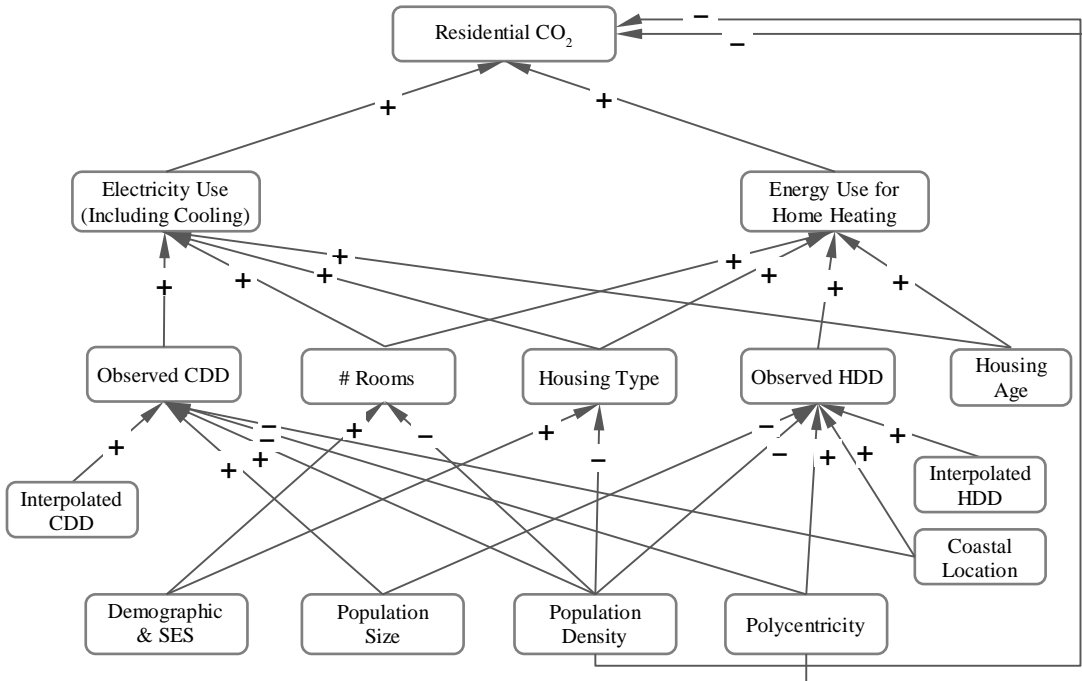 −
Residential CO₂
−
+
+
Electricity Use
(Including Cooling)
Energy Use for
Home Heating
+
+
+
+
+
+
+
+
Observed CDD
# Rooms
Housing Type
Observed HDD
Housing
Age
+
−
−
+
+
+
−
+
−
−
−
+
+
+
Interpolated
CDD
Interpolated
HDD
Coastal
Location
Demographic
& SES
Population
Size
Population
Density
Polycentricity